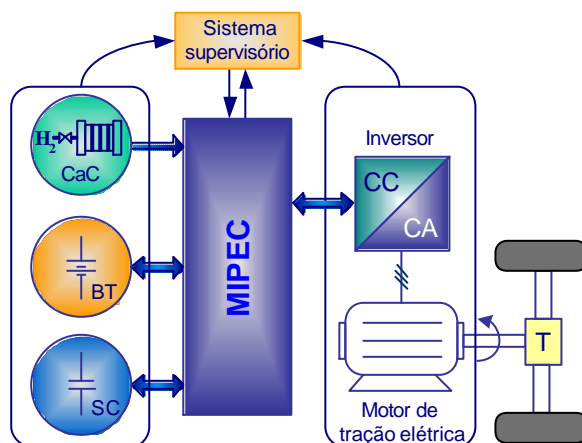 Sistema
supervisório
H2
CaC
BT
SC
MIPEC
Inversor
CC
CA
T
Motor de
tração elétrica